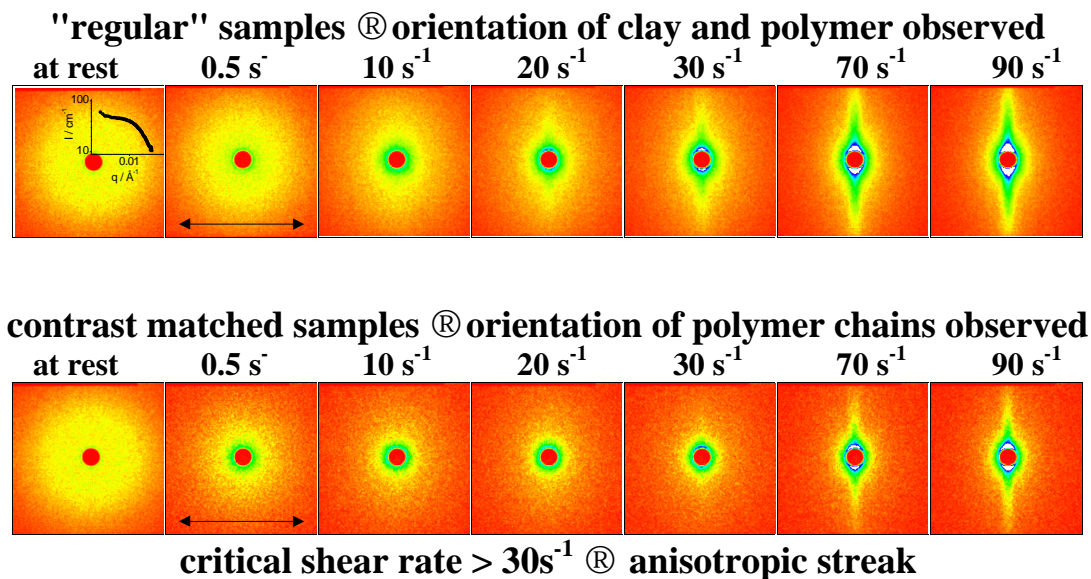 "regular" samples ® orientation of clay and polymer observed
at rest 0.5 s⁻ 10 s⁻¹ 20 s⁻¹ 30 s⁻¹ 70 s⁻¹ 90 s⁻¹
100
I / cm⁻¹
10
0.01
q / Å⁻¹
contrast matched samples ® orientation of polymer chains observed
at rest 0.5 s⁻ 10 s⁻¹ 20 s⁻¹ 30 s⁻¹ 70 s⁻¹ 90 s⁻¹
critical shear rate > 30s⁻¹ ® anisotropic streak